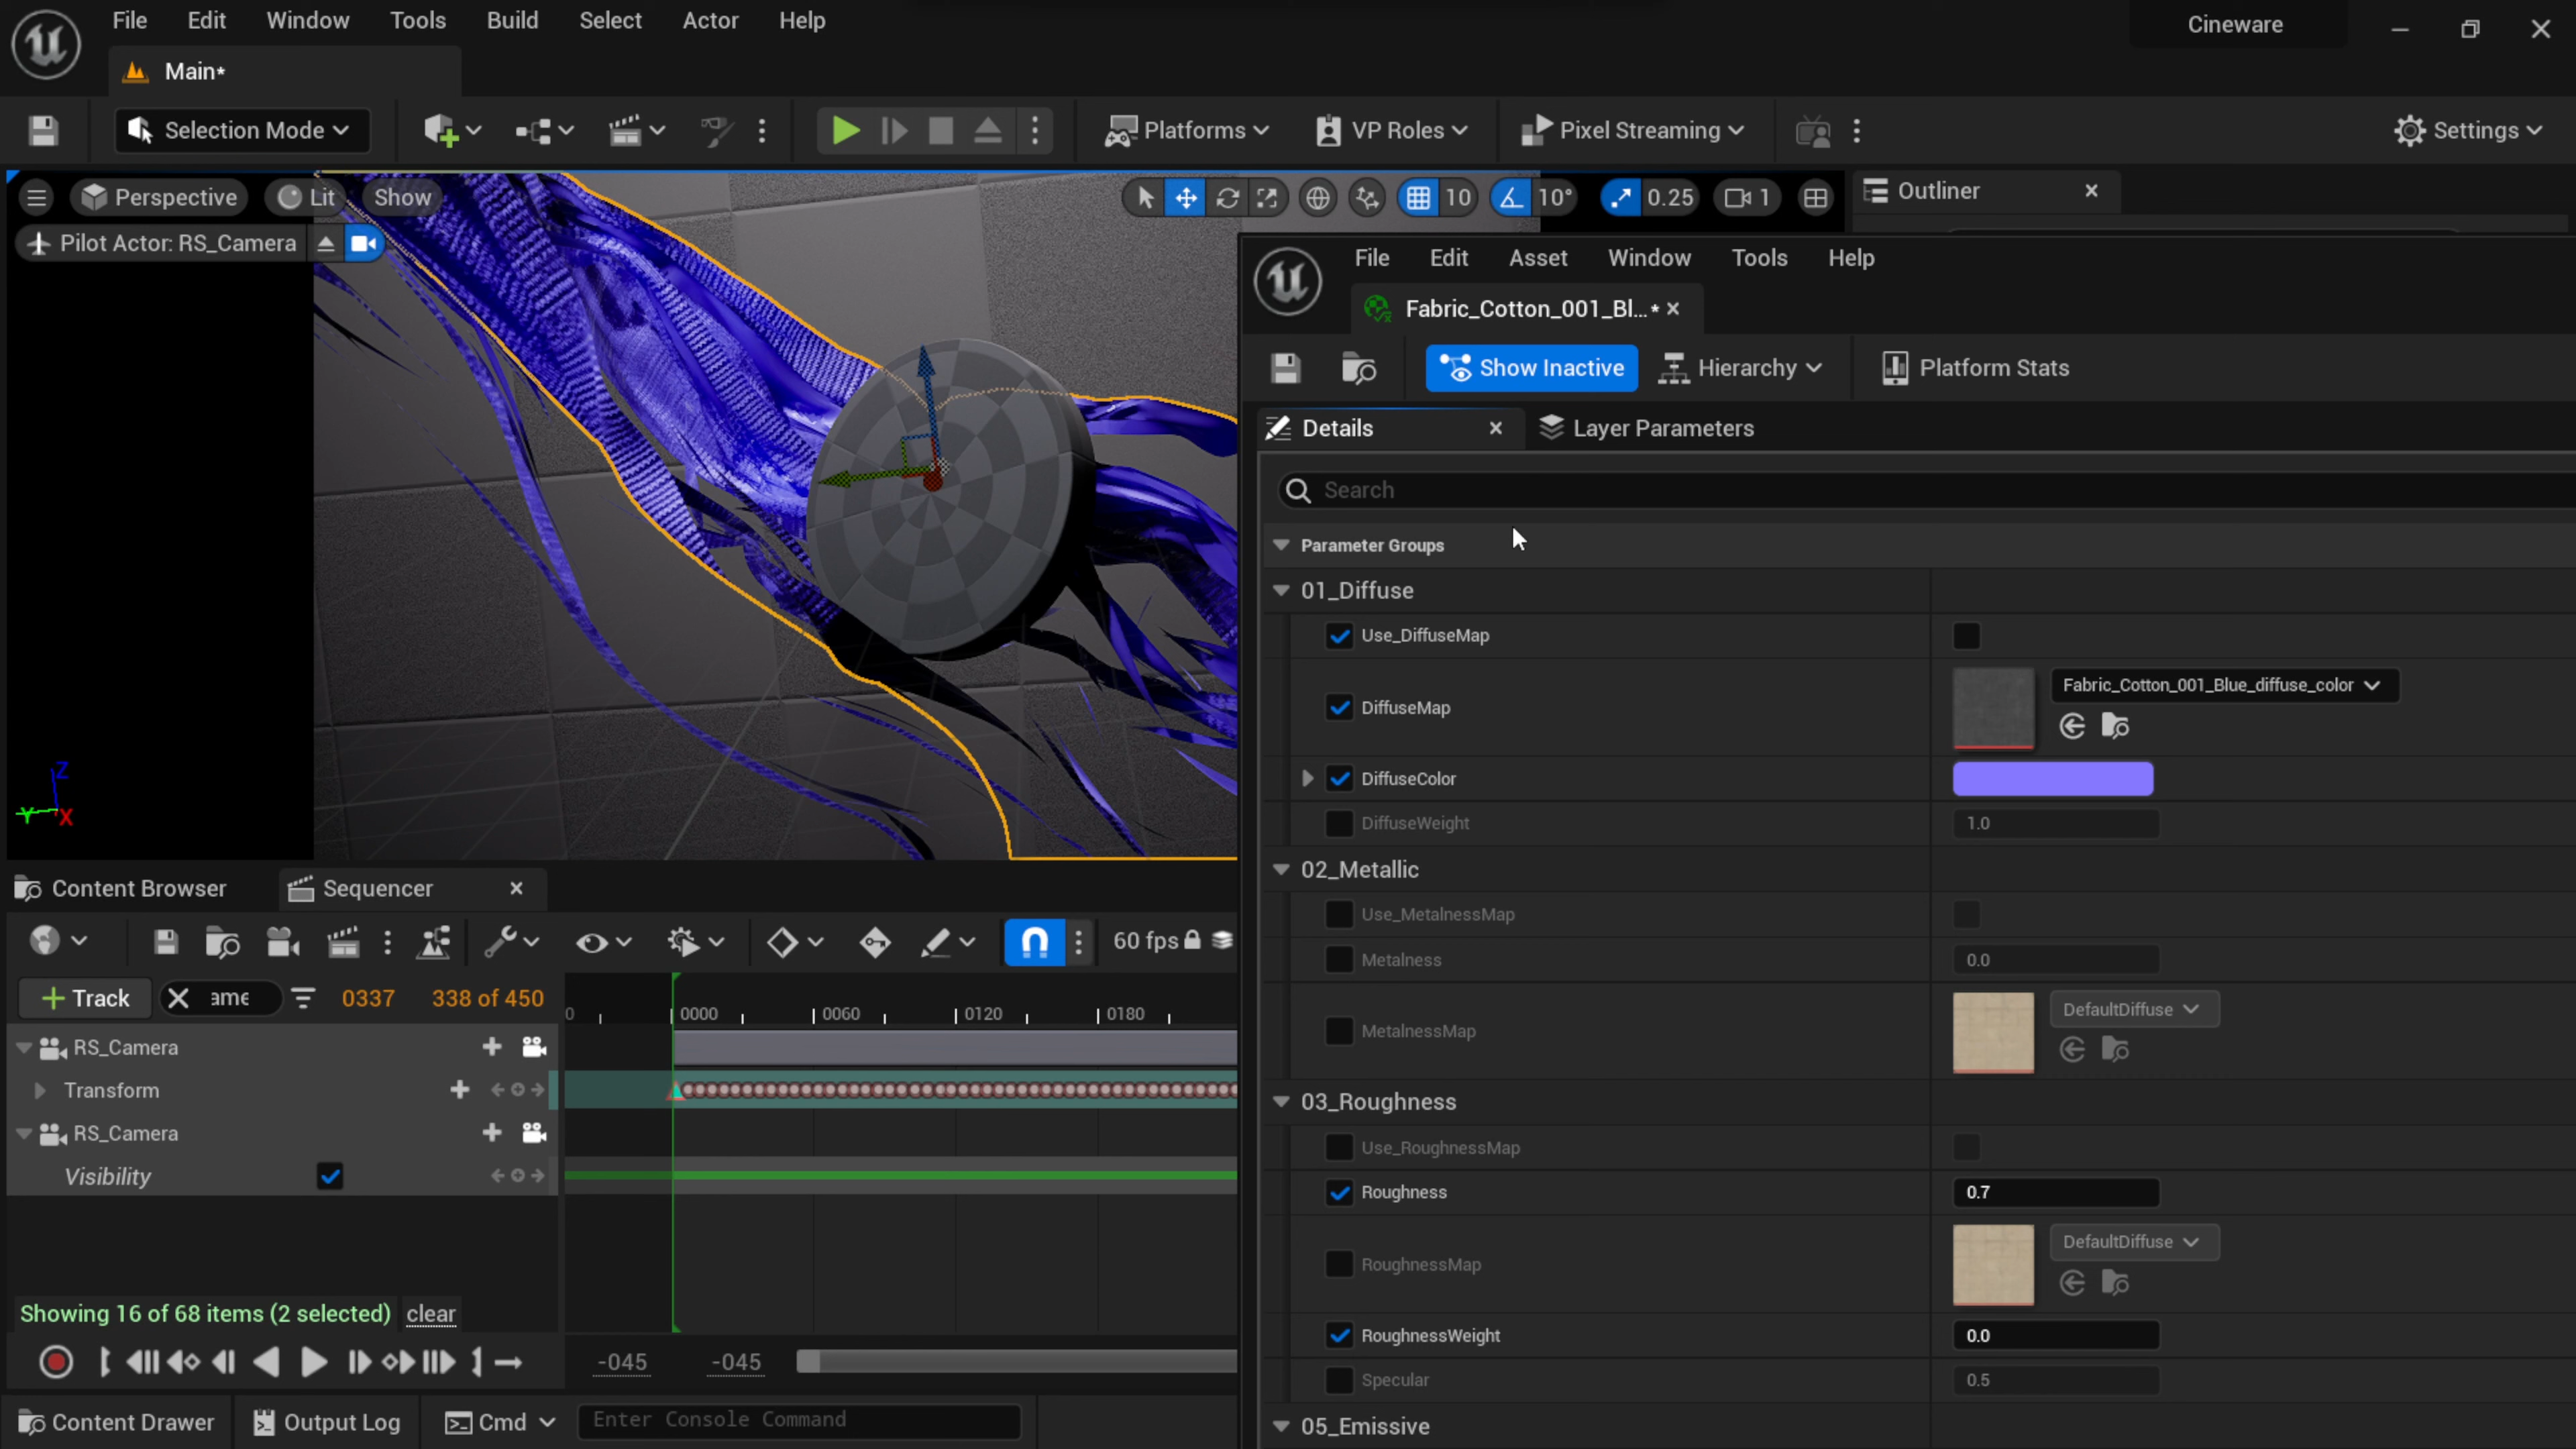 File Edit Window Tools Build Select Actor Help
Cineware
Main*
Selection Mode
Platforms
VP Roles
Pixel Streaming
Settings
Perspective
Lit
Show
10
10°
0.25
1
Outliner
Pilot Actor: RS_Camera
File Edit Asset Window Tools Help
Fabric_Cotton_001_Bl...*
Show Inactive
Hierarchy
Platform Stats
Details
Layer Parameters
Search
Parameter Groups
01_Diffuse
Use_DiffuseMap
DiffuseMap
Fabric_Cotton_001_Blue_diffuse_color
DiffuseColor
DiffuseWeight
1.0
02_Metallic
Use_MetalnessMap
Metalness
0.0
MetalnessMap
DefaultDiffuse
03_Roughness
Use_RoughnessMap
Roughness
0.7
RoughnessMap
DefaultDiffuse
RoughnessWeight
0.0
Specular
0.5
05_Emissive
Z
Y
X
Content Browser
Sequencer
60 fps
Track
ame
0337
338 of 450
0
0000
0060
0120
0180
RS_Camera
Transform
RS_Camera
Visibility
Showing 16 of 68 items (2 selected) clear
-045
-045
Content Drawer
Output Log
Cmd
Enter Console Command